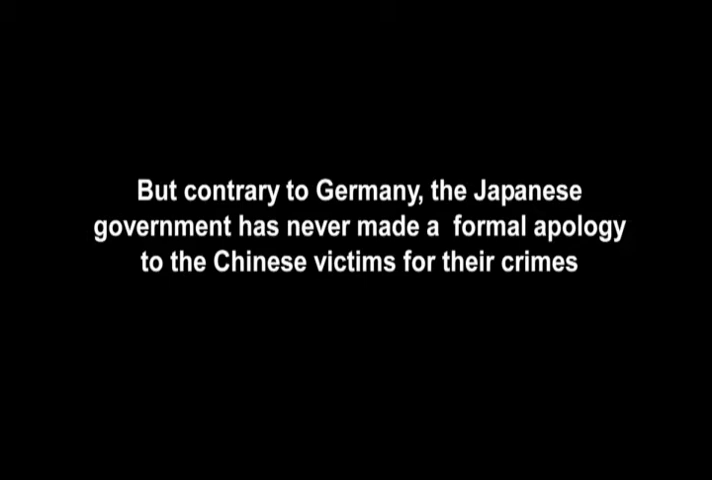 But contrary to Germany, the Japanese
government has never made a  formal apology
to the Chinese victims for their crimes